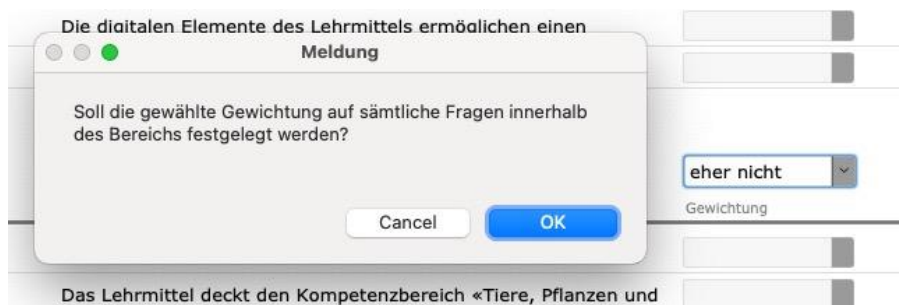 Die digitalen Elemente des Lehrmittels ermöglichen einen
Meldung
Soll die gewählte Gewichtung auf sämtliche Fragen innerhalb
des Bereichs festgelegt werden?
eher nicht
Gewichtung
Cancel
OK
Das Lehrmittel deckt den Kompetenzbereich «Tiere, Pflanzen und